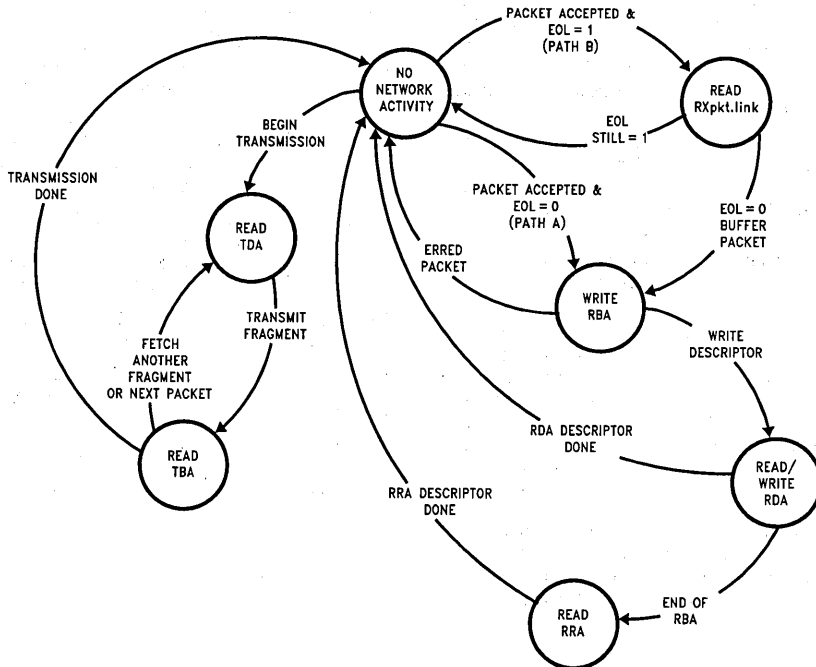 PACKET ACCEPTED &
EOL = 1
(PATH B)
NO
NETWORK
ACTIVITY
READ
RXpkt.link
EOL
STILL = 1
BEGIN
TRANSMISSION
TRANSMISSION
DONE
PACKET ACCEPTED &
EOL = 0
(PATH A)
EOL = 0
BUFFER
PACKET
READ
TDA
ERRED
PACKET
WRITE
RBA
TRANSMIT
FRAGMENT
WRITE
DESCRIPTOR
FETCH
ANOTHER
FRAGMENT
OR NEXT PACKET
RDA DESCRIPTOR
DONE
READ
TBA
READ/
WRITE
RDA
RRA DESCRIPTOR
DONE
END OF
RBA
READ
RRA